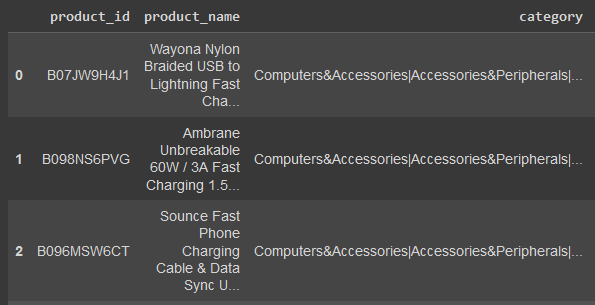 product_id product_name category
Wayona Nylon
Braided USB to
0 B07JW9H4J1 Lightning Fast Computers&Accessories|Accessories&Peripherals|...
Cha...
Ambrane
Unbreakable
1 B098NS6PVG 60W / 3A Fast Computers&Accessories|Accessories&Peripherals|...
Charging 1.5...
Sounce Fast
Phone
2 B096MSW6CT Charging Computers&Accessories|Accessories&Peripherals|...
Cable & Data
Sync U...